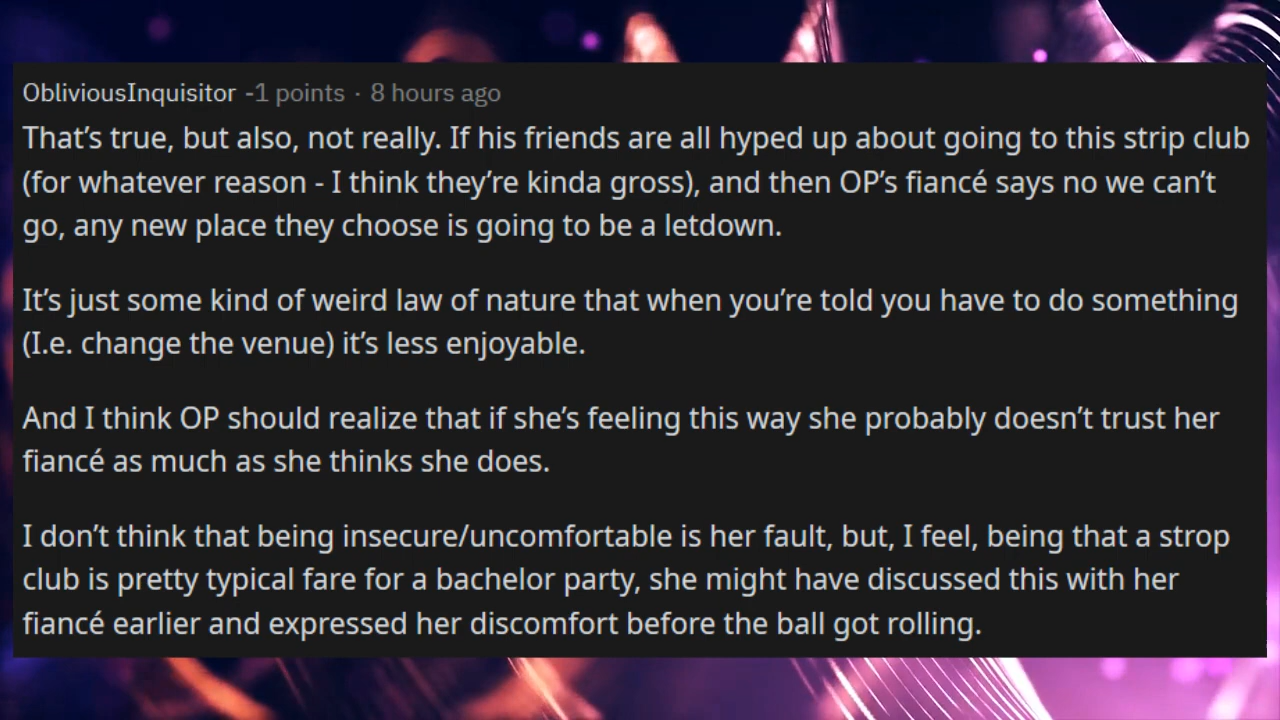 ObliviousInquisitor -1 points · 8 hours ago
That’s true, but also, not really. If his friends are all hyped up about going to this strip club
(for whatever reason - I think they’re kinda gross), and then OP’s fiancé says no we can’t
go, any new place they choose is going to be a letdown.
It’s just some kind of weird law of nature that when you’re told you have to do something
(I.e. change the venue) it’s less enjoyable.
And I think OP should realize that if she’s feeling this way she probably doesn’t trust her
fiancé as much as she thinks she does.
I don’t think that being insecure/uncomfortable is her fault, but, I feel, being that a strop
club is pretty typical fare for a bachelor party, she might have discussed this with her
fiancé earlier and expressed her discomfort before the ball got rolling.